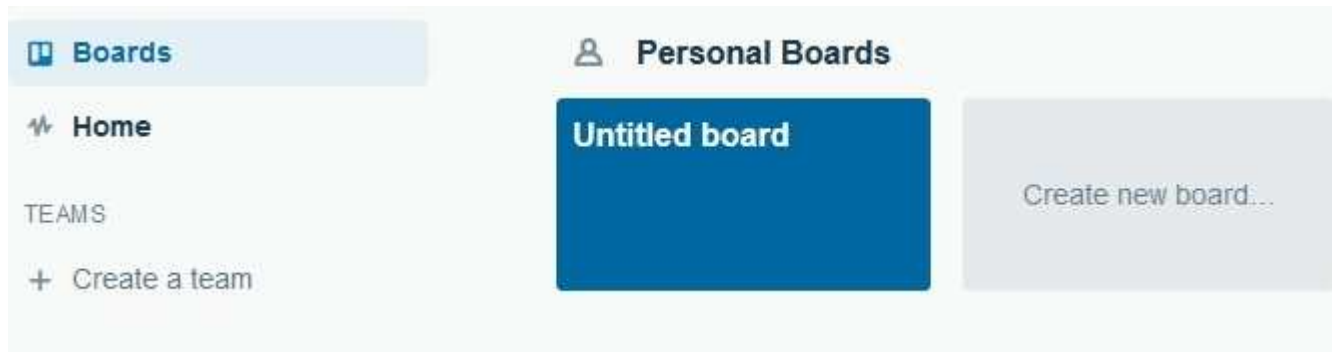 Boards
Home
TEAMS
+ Create a team
Personal Boards
Untitled board
Create new board...